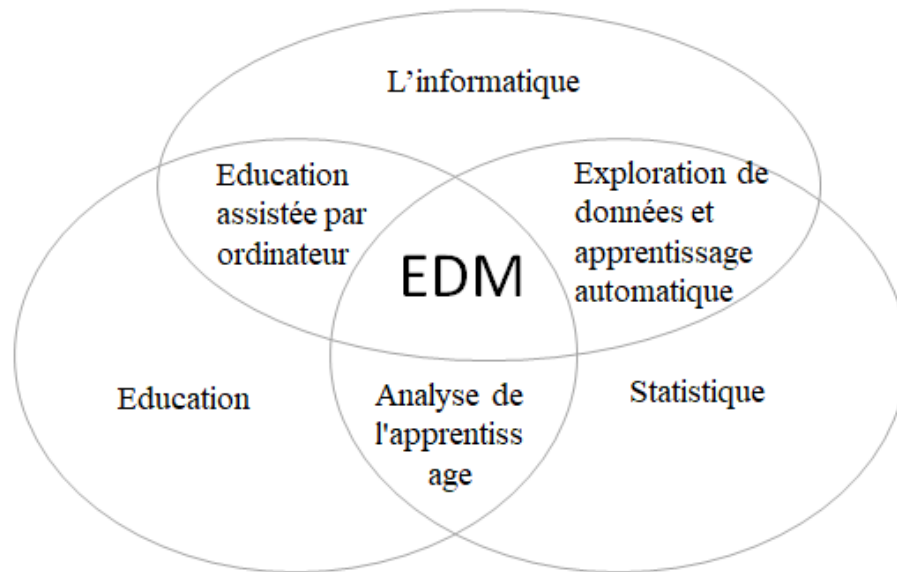 L’informatique
Education
assistée par
ordinateur
Exploration de
données et
apprentissage
automatique
EDM
Education
Analyse de
l'apprentiss
age
Statistique